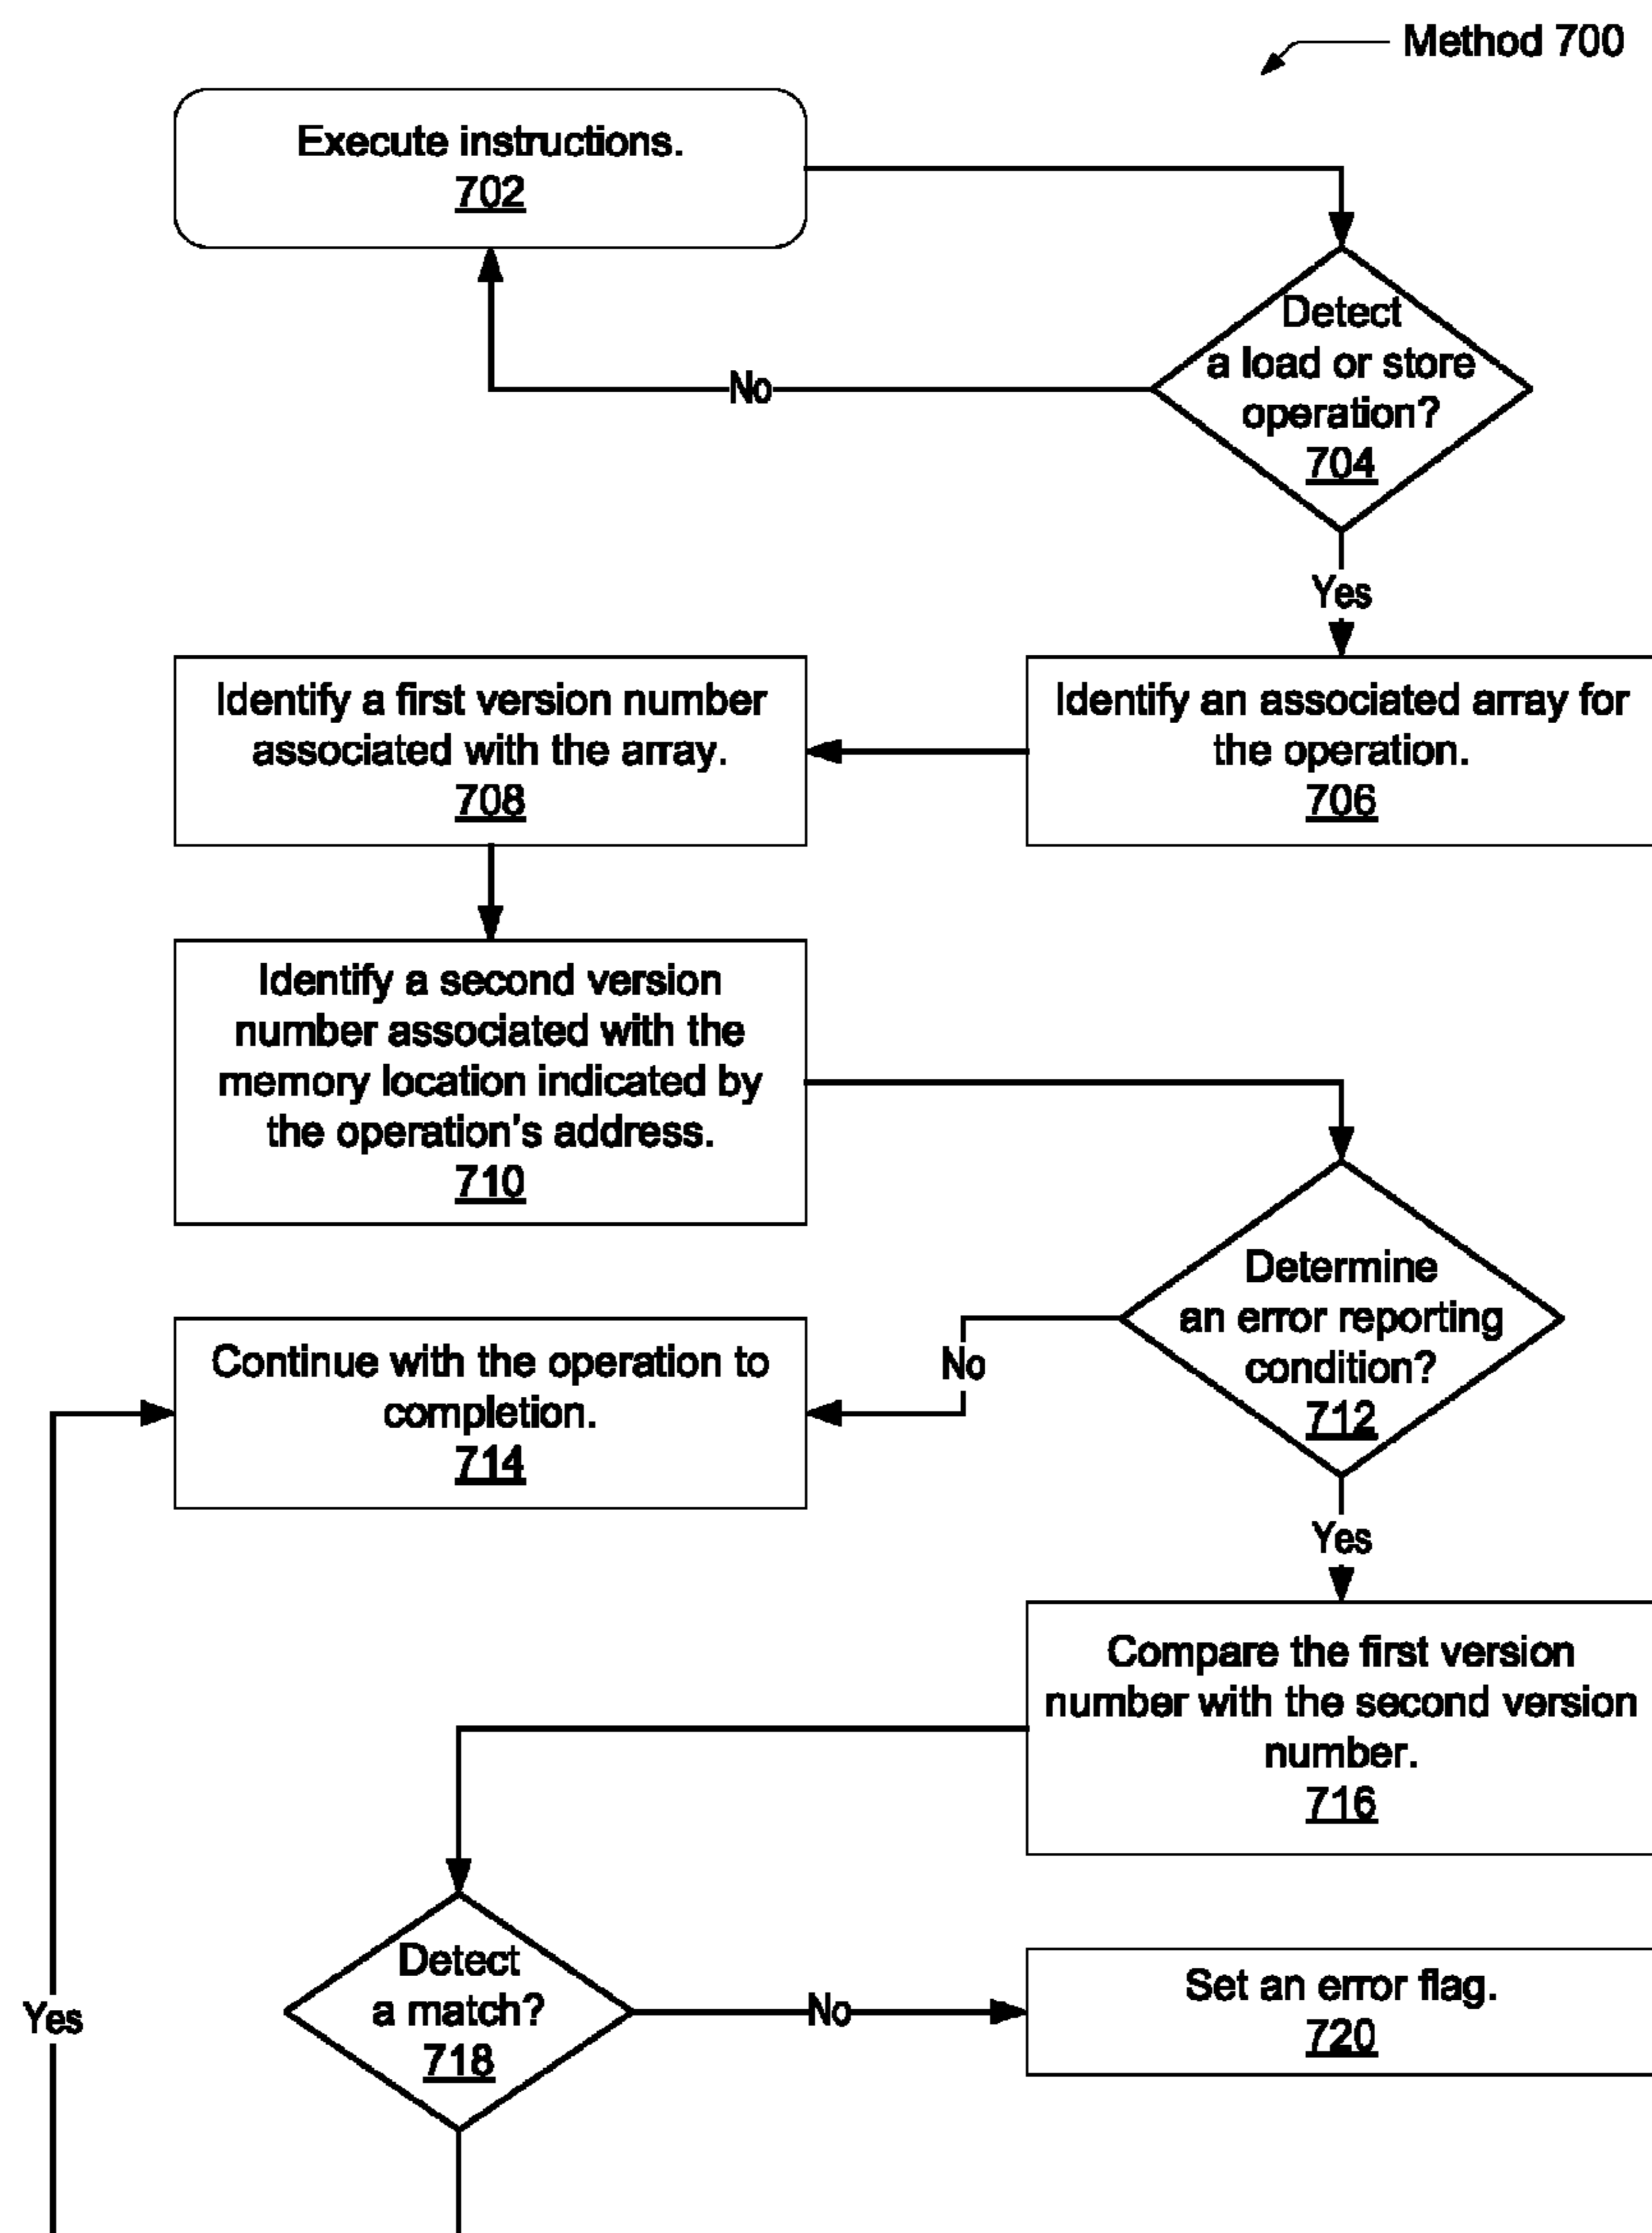 Method 700
Execute instructions.
702
Detect
a load or store
operation?
704
No
Yes
Identify an associated array for
the operation.
706
Identify a first version number
associated with the array.
708
Identify a second version
number associated with the
memory location indicated by
the operation's address.
710
Determine
an error reporting
condition?
712
No
Continue with the operation to
completion.
714
Yes
Compare the first version
number with the second version
number.
716
Detect
a match?
718
No
Set an error flag.
720
Yes